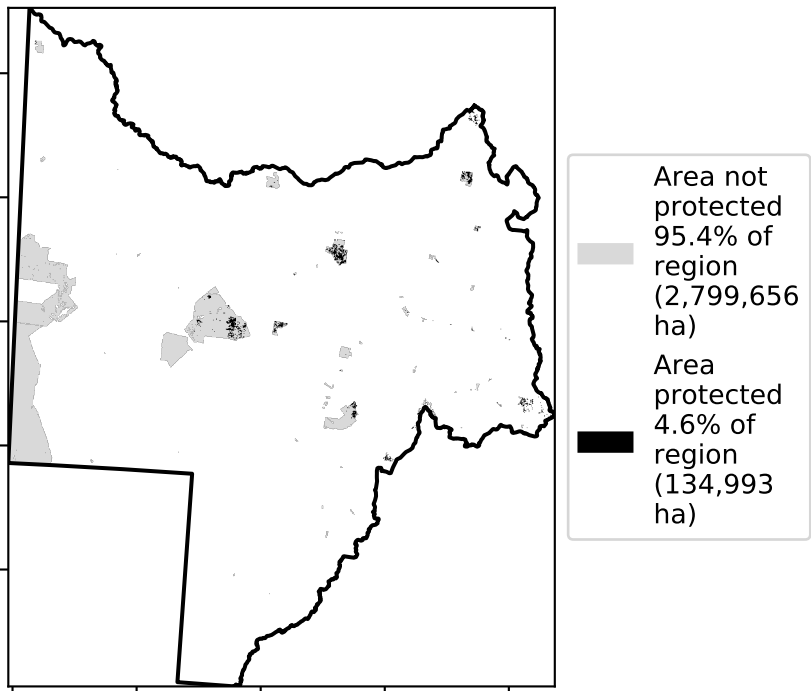 Area not
protected
95.4% of
region
(2,799,656
ha)
Area
protected
4.6% of
region
(134,993
ha)